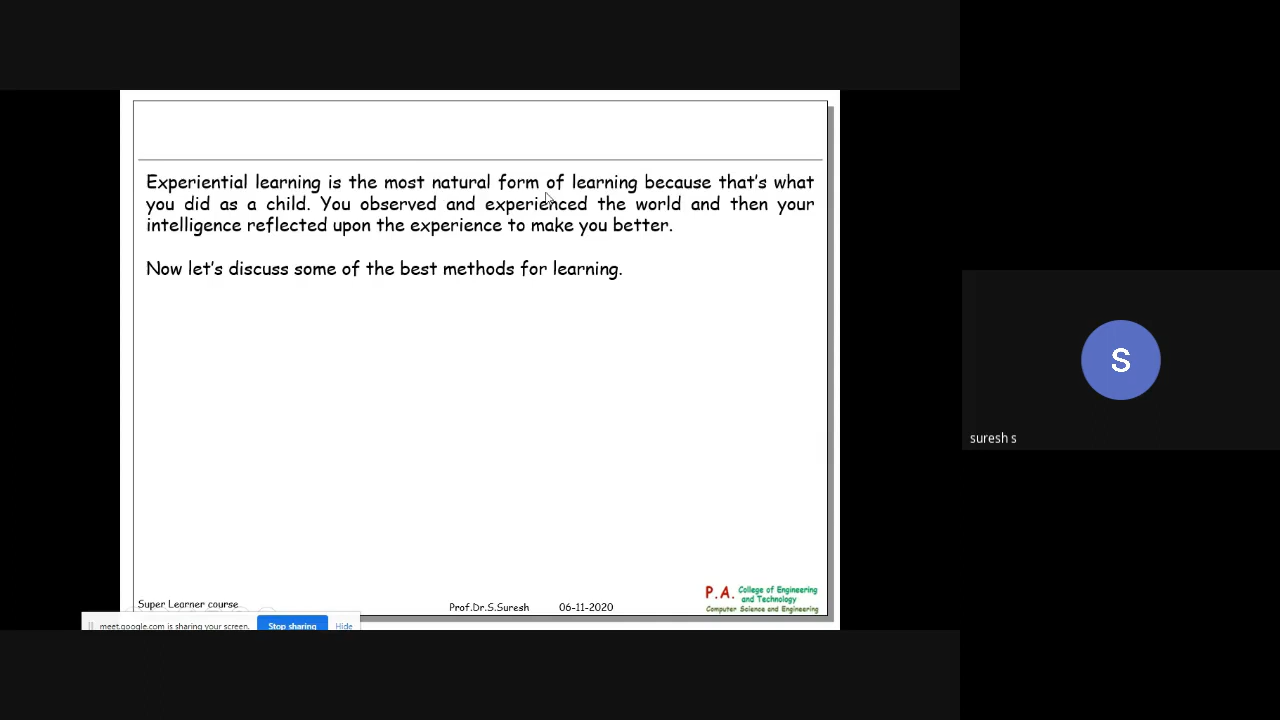 Experiential learning is the most natural form of learning because that's what
you did as a child. You observed and experienced the world and then your
intelligence reflected upon the experience to make you better.
Now let's discuss some of the best methods for learning.
S
suresh s
Super Learner course
Prof.Dr.S.Suresh 06-11-2020
P.A. College of Engineering
and Technology
Computer Science and Engineering
meet.google.com is sharing your screen. Stop sharing Hide